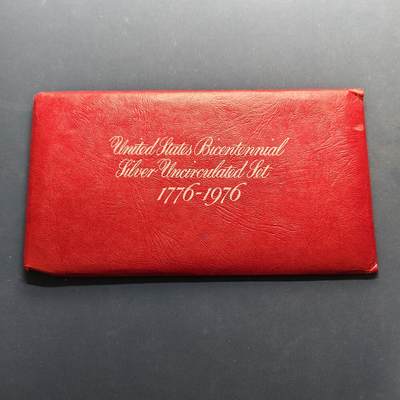 United States Bicentennial
Silver Uncirculated Set
1776-1976